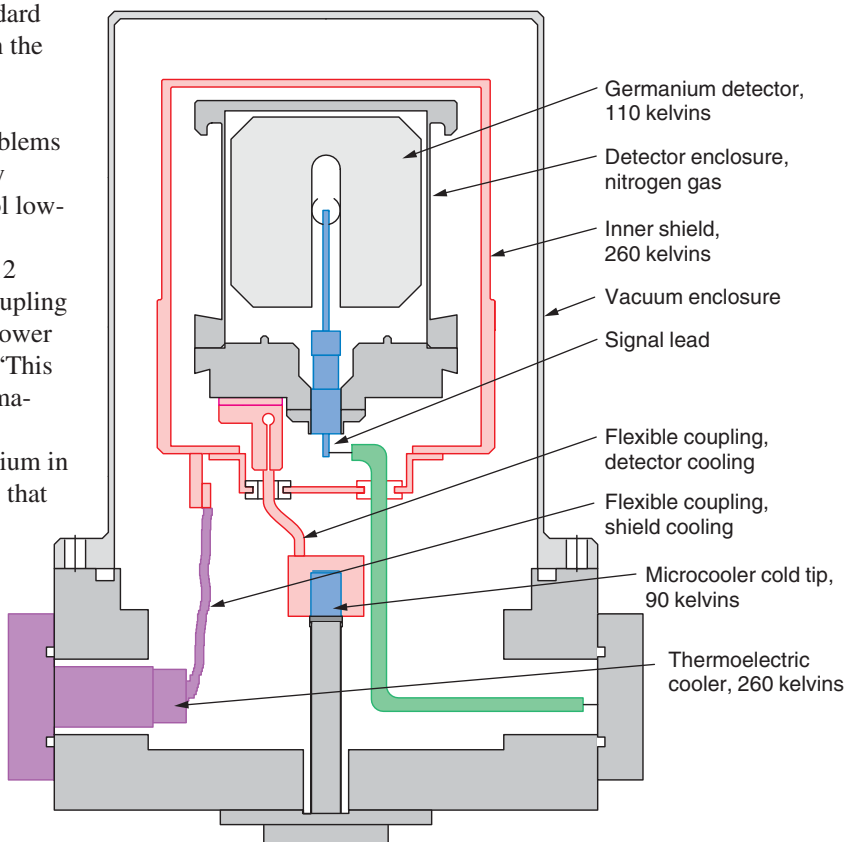 dard
n the
blems
y
ol low-
2
upling
ower
“This
ma-
ium in
that
Germanium detector,
110 kelvins
Detector enclosure,
nitrogen gas
Inner shield,
260 kelvins
Vacuum enclosure
Signal lead
Flexible coupling,
detector cooling
Flexible coupling,
shield cooling
Microcooler cold tip,
90 kelvins
Thermoelectric
cooler, 260 kelvins